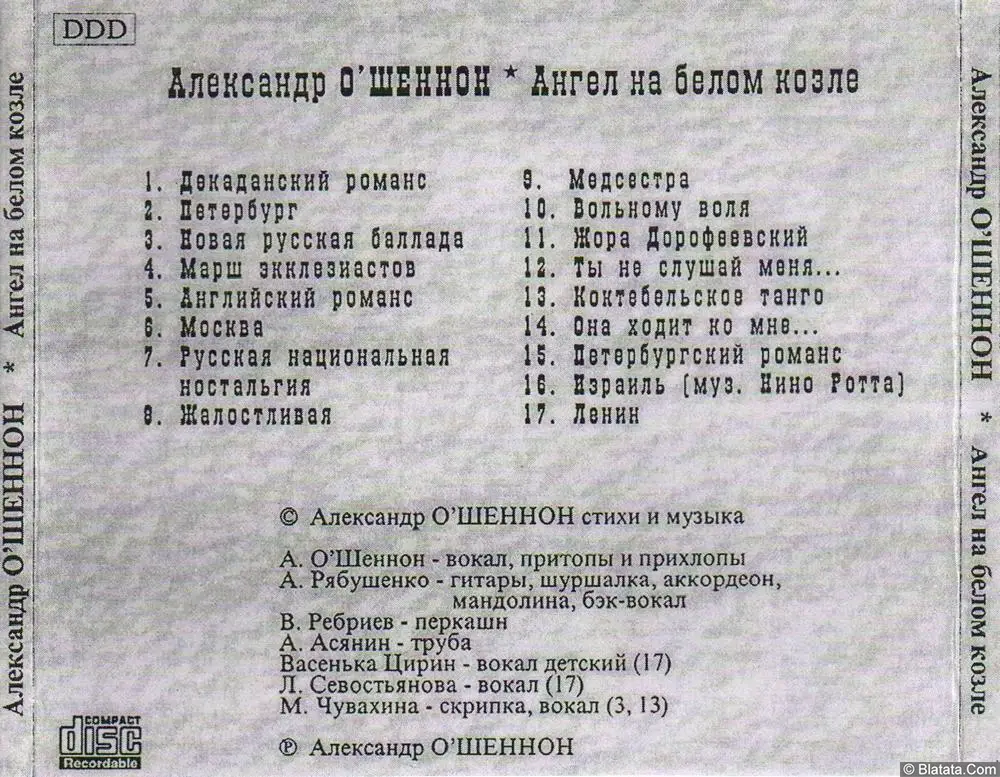 DDD
Александр О'ШЕННОН * Ангел на белом козле
1. Декаданский романс
2. Петербург
3. Новая русская баллада
4. Марш экклезиастов
5. Английский романс
6. Москва
7. Русская национальная
ностальгия
8. Жалостливая
9. Медсестра
10. Вольному воля
11. Жора Дорофеевский
12. Ты не слушай меня...
13. Коктебельское танго
14. Она ходит ко мне...
15. Петербургский романс
16. Израиль (муз. Нино Ротта)
17. Ленин
© Александр О'ШЕННОН стихи и музыка
А. О'Шеннон - вокал, притопы и прихлопы
А. Рябушенко - гитары, шуршалка, аккордеон,
мандолина, бэк-вокал
В. Ребриев - перкашн
А. Асянин - труба
Васенька Цирин - вокал детский (17)
Л. Севостьянова - вокал (17)
М. Чувахина - скрипка, вокал (3, 13)
℗ Александр О'ШЕННОН
COMPACT
disc
Recordable
Александр О'ШЕННОН * Ангел на белом козле
Александр О'ШЕННОН * Ангел на белом козле
© Blatata.Com